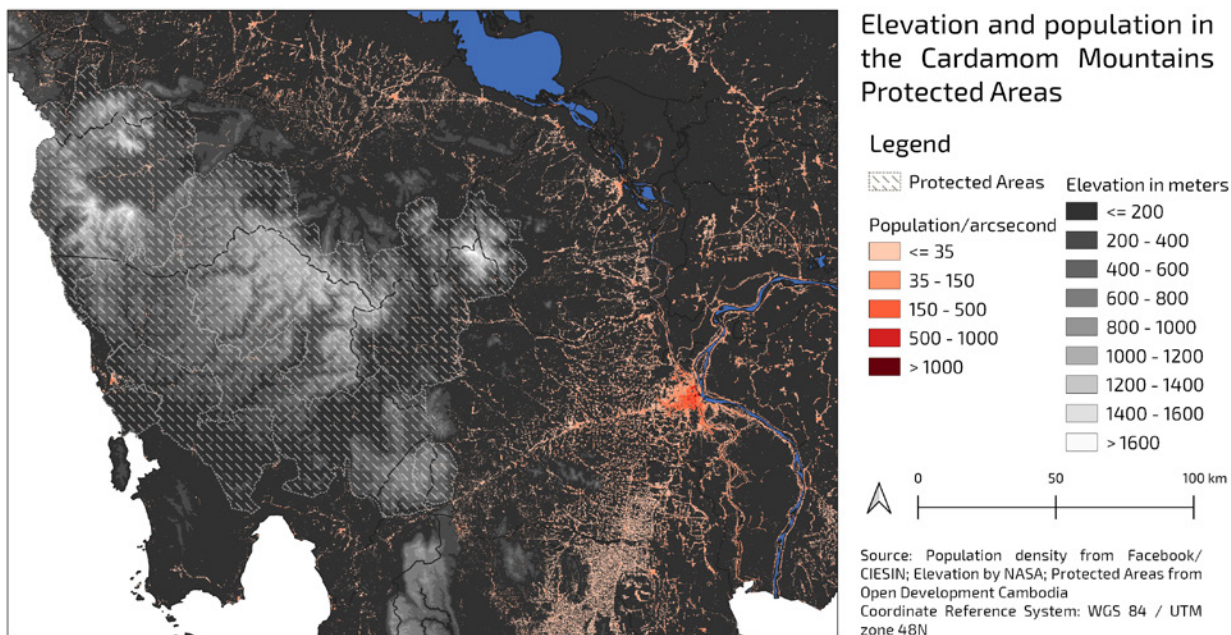 Elevation and population in
the Cardamom Mountains
Protected Areas
Legend
Protected Areas
Population/arcsecond
<= 35
35 - 150
150 - 500
500 - 1000
> 1000
Elevation in meters
<= 200
200 - 400
400 - 600
600 - 800
800 - 1000
1000 - 1200
1200 - 1400
1400 - 1600
> 1600
0 50 100 km
Source: Population density from Facebook/
CIESIN; Elevation by NASA; Protected Areas from
Open Development Cambodia
Coordinate Reference System: WGS 84 / UTM
zone 48N